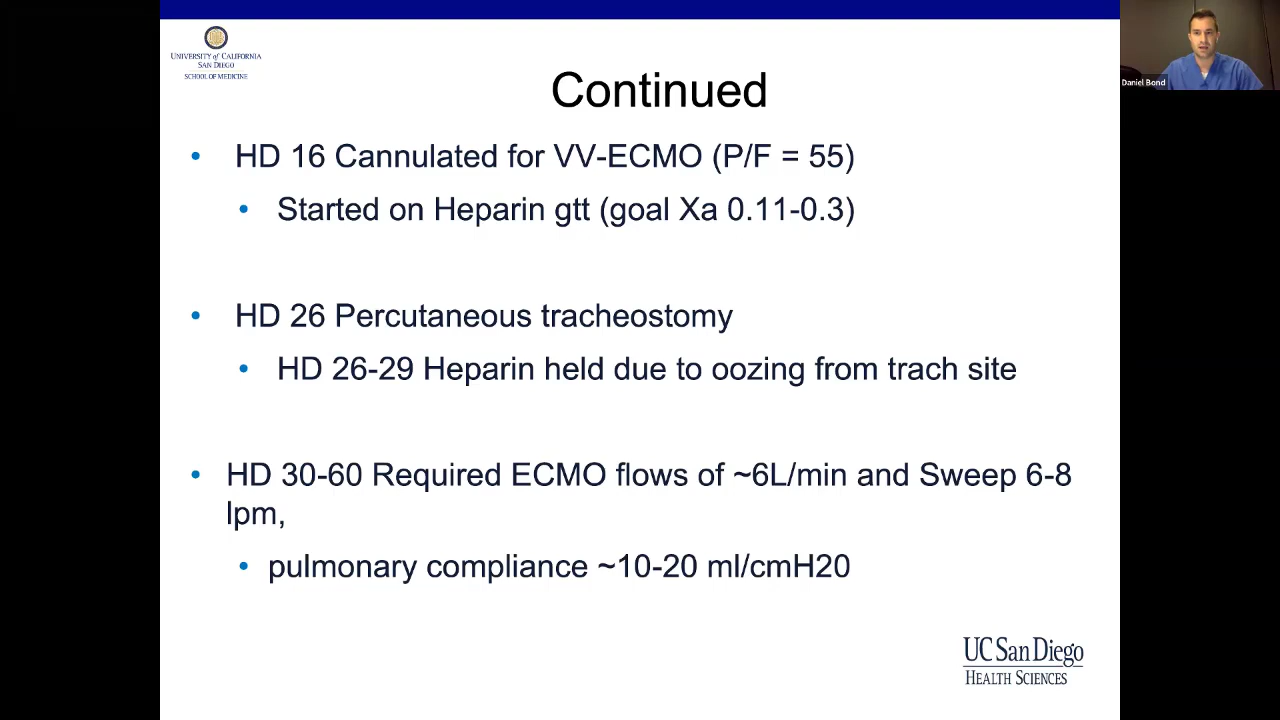 UNIVERSITY of CALIFORNIA
SAN DIEGO
SCHOOL OF MEDICINE
Daniel Bond
Continued
• HD 16 Cannulated for VV-ECMO (P/F = 55)
• Started on Heparin gtt (goal Xa 0.11-0.3)
• HD 26 Percutaneous tracheostomy
• HD 26-29 Heparin held due to oozing from trach site
• HD 30-60 Required ECMO flows of ~6L/min and Sweep 6-8
lpm,
• pulmonary compliance ~10-20 ml/cmH20
UC San Diego
HEALTH SCIENCES